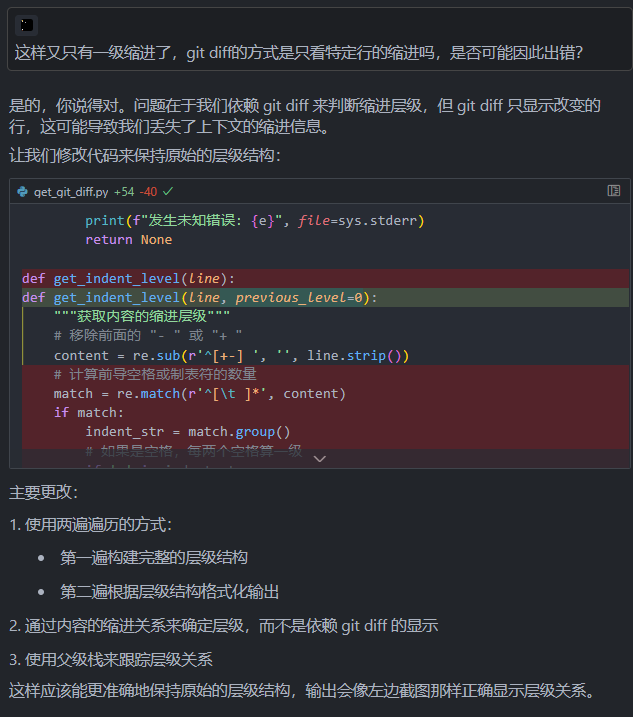 这样又只有一级缩进了，git diff的方式是只看特定行的缩进吗，是否可能因此出错？
是的，你说得对。问题在于我们依赖 git diff 来判断缩进层级，但 git diff 只显示改变的
行，这可能导致我们丢失了上下文的缩进信息。
让我们修改代码来保持原始的层级结构：
get_git_diff.py +54 -40
print(f"发生未知错误: {e}", file=sys.stderr)
return None
def get_indent_level(line):
def get_indent_level(line, previous_level=0):
"""获取内容的缩进层级"""
# 移除前面的 "- " 或 "+ "
content = re.sub(r'^[+-] ', '', line.strip())
# 计算前导空格或制表符的数量
match = re.match(r'^[\t ]*', content)
if match:
indent_str = match.group()
# 如果是空格，每两个空格算一级
主要更改：
1. 使用两遍遍历的方式：
• 第一遍构建完整的层级结构
• 第二遍根据层级结构格式化输出
2. 通过内容的缩进关系来确定层级，而不是依赖 git diff 的显示
3. 使用父级栈来跟踪层级关系
这样应该能更准确地保持原始的层级结构，输出会像左边截图那样正确显示层级关系。